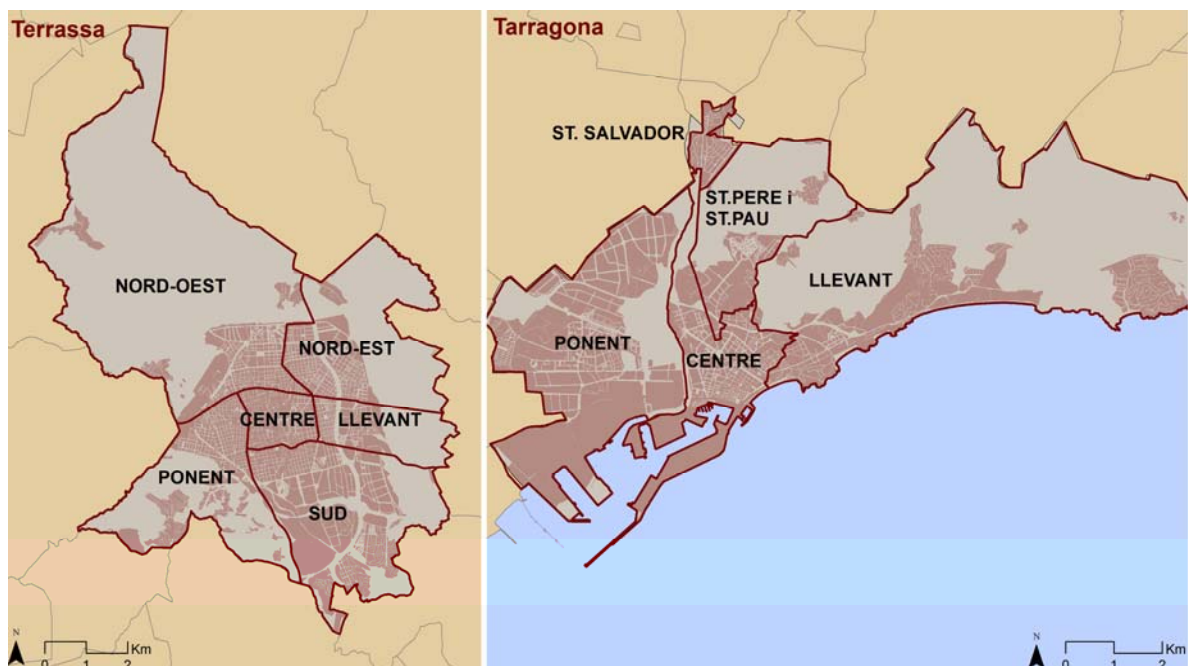 Terrassa
NORD-OEST
NORD-EST
CENTRE
LLEVANT
PONENT
SUD
N
Km
0 1 2
Tarragona
ST. SALVADOR
ST.PERE i
ST.PAU
LLEVANT
PONENT
CENTRE
N
Km
0 1 2